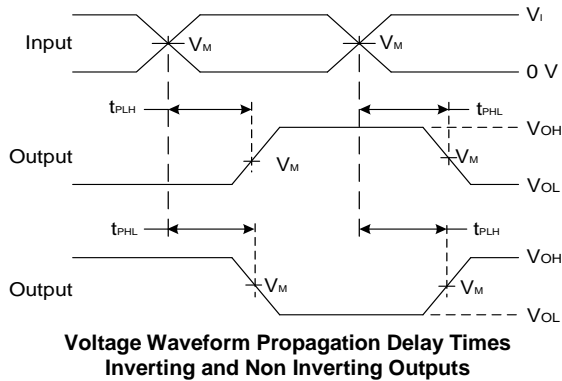 VI
Input VM VM
0 V
tPLH tPHL
VOH
Output VM VM
VOL
tPHL tPLH
VOH
Output VM VM
VOL
Voltage Waveform Propagation Delay Times
Inverting and Non Inverting Outputs